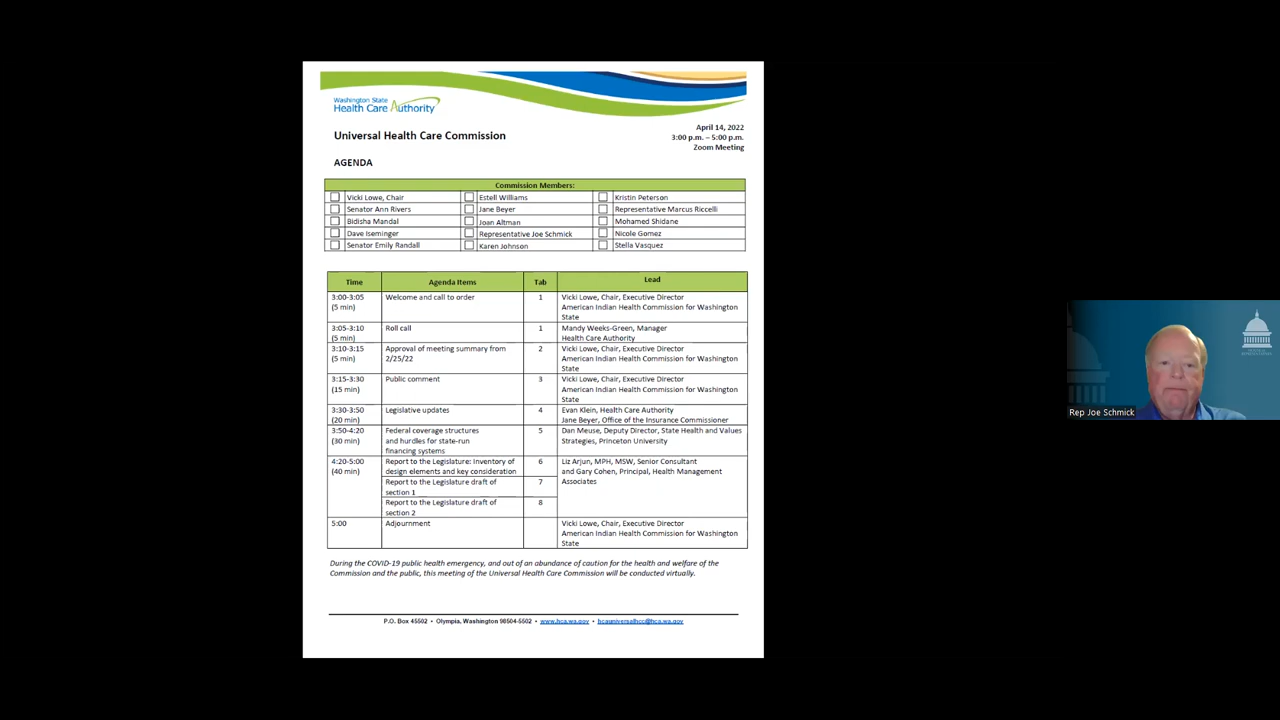 Washington State
Health Care Authority
April 14, 2022
3:00 p.m. – 5:00 p.m.
Zoom Meeting
Universal Health Care Commission
AGENDA
Commission Members:
Vicki Lowe, Chair
Estell Williams
Kristin Peterson
Senator Ann Rivers
Jane Beyer
Representative Marcus Riccelli
Bidisha Mandal
Joan Altman
Mohamed Shidane
Dave Iseminger
Representative Joe Schmick
Nicole Gomez
Senator Emily Randall
Karen Johnson
Stella Vasquez
Time
Agenda Items
Tab
Lead
3:00-3:05
(5 min)
Welcome and call to order
1
Vicki Lowe, Chair, Executive Director
American Indian Health Commission for Washington
State
3:05-3:10
(5 min)
Roll call
1
Mandy Weeks-Green, Manager
Health Care Authority
3:10-3:15
(5 min)
Approval of meeting summary from
2/25/22
2
Vicki Lowe, Chair, Executive Director
American Indian Health Commission for Washington
State
3:15-3:30
(15 min)
Public comment
3
Vicki Lowe, Chair, Executive Director
American Indian Health Commission for Washington
State
3:30-3:50
(20 min)
Legislative updates
4
Evan Klein, Health Care Authority
Jane Beyer, Office of the Insurance Commissioner
3:50-4:20
(30 min)
Federal coverage structures
and hurdles for state-run
financing systems
5
Dan Meuse, Deputy Director, State Health and Values
Strategies, Princeton University
4:20-5:00
(40 min)
Report to the Legislature: Inventory of
design elements and key consideration
6
Liz Arjun, MPH, MSW, Senior Consultant
and Gary Cohen, Principal, Health Management
Associates
Report to the Legislature draft of
section 1
7
Report to the Legislature draft of
section 2
8
5:00
Adjournment
Vicki Lowe, Chair, Executive Director
American Indian Health Commission for Washington
State
During the COVID-19 public health emergency, and out of an abundance of caution for the health and welfare of the
Commission and the public, this meeting of the Universal Health Care Commission will be conducted virtually.
P.O. Box 45502 • Olympia, Washington 98504-5502 • www.hca.wa.gov • hcauniversalhcc@hca.wa.gov
Rep Joe Schmick